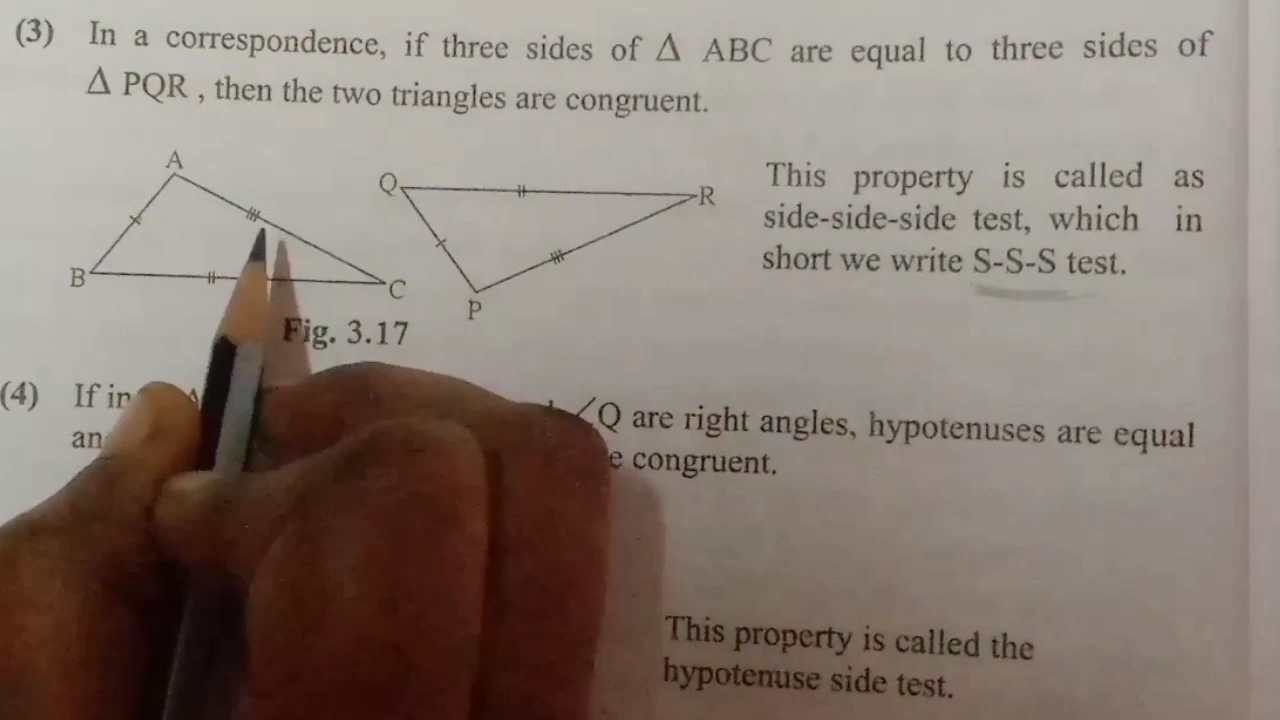 (3) In a correspondence, if three sides of Δ ABC are equal to three sides of
Δ PQR , then the two triangles are congruent.
A
B
C
Q
R
P
Fig. 3.17
This property is called as
side-side-side test, which in
short we write S-S-S test.
(4) If in ∠Q are right angles, hypotenuses are equal
congruent.
This property is called the
hypotenuse side test.